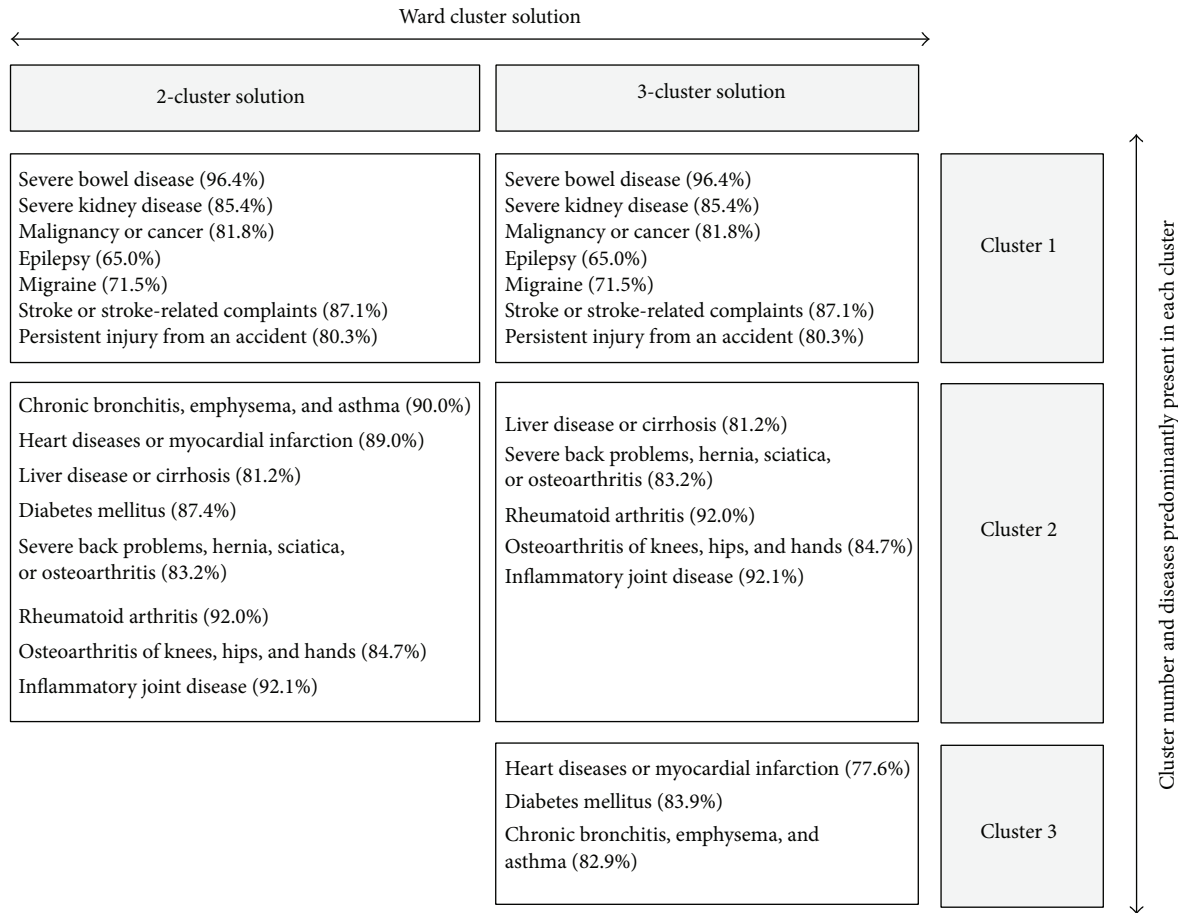 Ward cluster solution
2-cluster solution
3-cluster solution
Severe bowel disease (96.4%)
Severe kidney disease (85.4%)
Malignancy or cancer (81.8%)
Epilepsy (65.0%)
Migraine (71.5%)
Stroke or stroke-related complaints (87.1%)
Persistent injury from an accident (80.3%)
Severe bowel disease (96.4%)
Severe kidney disease (85.4%)
Malignancy or cancer (81.8%)
Epilepsy (65.0%)
Migraine (71.5%)
Stroke or stroke-related complaints (87.1%)
Persistent injury from an accident (80.3%)
Cluster 1
Chronic bronchitis, emphysema, and asthma (90.0%)
Heart diseases or myocardial infarction (89.0%)
Liver disease or cirrhosis (81.2%)
Diabetes mellitus (87.4%)
Severe back problems, hernia, sciatica,
or osteoarthritis (83.2%)
Rheumatoid arthritis (92.0%)
Osteoarthritis of knees, hips, and hands (84.7%)
Inflammatory joint disease (92.1%)
Liver disease or cirrhosis (81.2%)
Severe back problems, hernia, sciatica,
or osteoarthritis (83.2%)
Rheumatoid arthritis (92.0%)
Osteoarthritis of knees, hips, and hands (84.7%)
Inflammatory joint disease (92.1%)
Cluster 2
Heart diseases or myocardial infarction (77.6%)
Diabetes mellitus (83.9%)
Chronic bronchitis, emphysema, and
asthma (82.9%)
Cluster 3
Cluster number and diseases predominantly present in each cluster